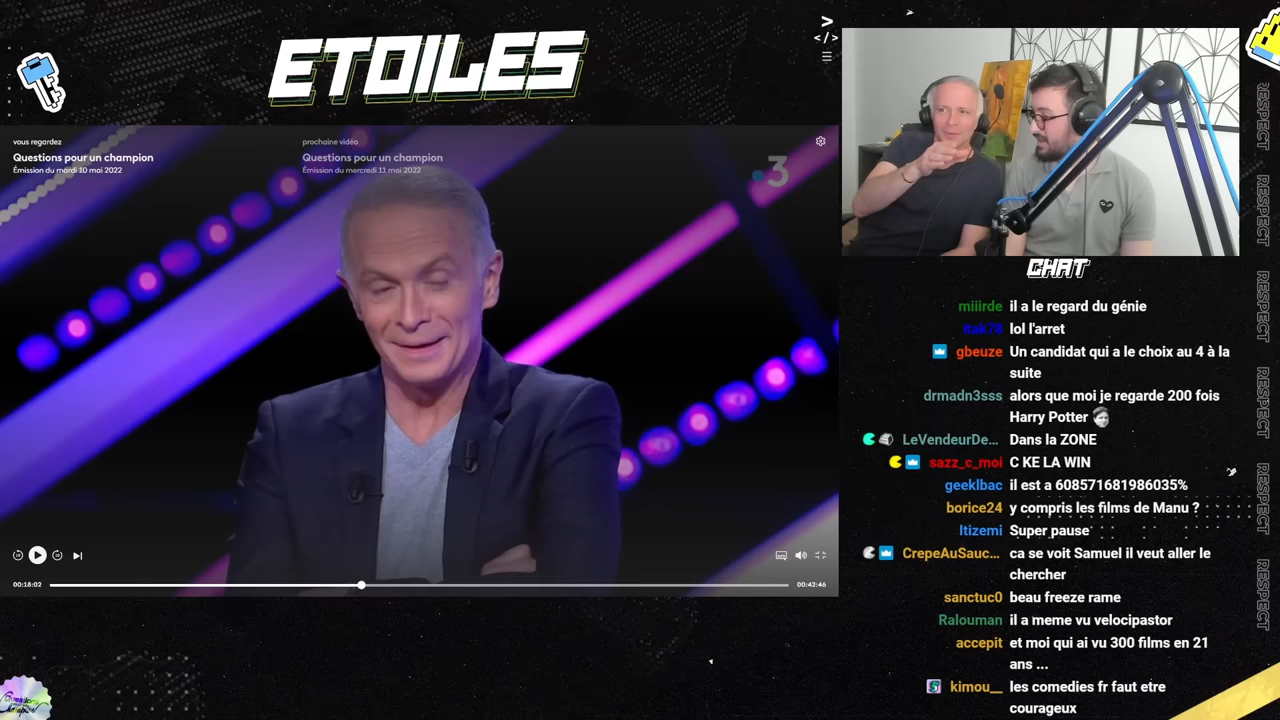 ETOILES
>
</>
vous regardez
Questions pour un champion
Émission du mardi 10 mai 2022
prochaine vidéo
Questions pour un champion
Émission du mercredi 11 mai 2022
3
00:18:02
00:42:46
CHAT
miiirde il a le regard du génie
itak78 lol l'arret
gbeuze Un candidat qui a le choix au 4 à la
suite
drmadn3sss alors que moi je regarde 200 fois
Harry Potter
LeVendeurDe... Dans la ZONE
sazz_c_moi C KE LA WIN
geeklbac il est a 608571681986035%
borice24 y compris les films de Manu ?
ltizemi Super pause
CrepeAuSauc... ca se voit Samuel il veut aller le
chercher
sanctuc0 beau freeze rame
Ralouman il a meme vu velocipastor
accepit et moi qui ai vu 300 films en 21
ans ...
kimou__ les comedies fr faut etre
courageux
RESPECT
RESPECT
RESPECT
RESPECT
RESPECT
RESPECT